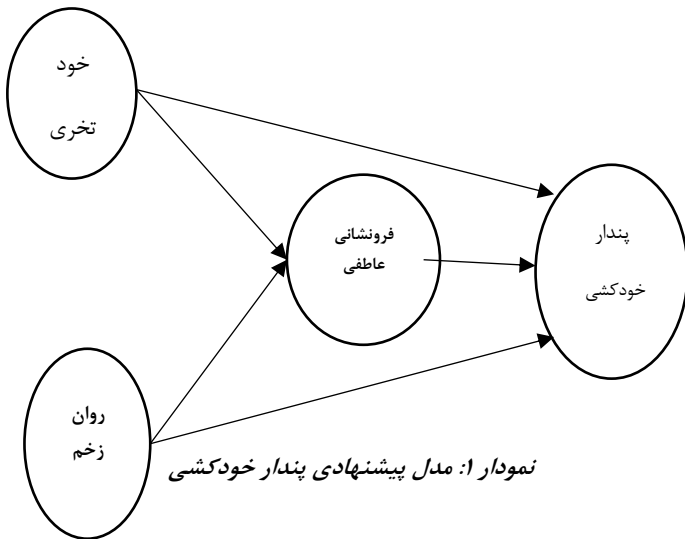 خود
تخری
فرونشانی
عاطفی
پندار
خودکشی
روان
زخم
نمودار ۱: مدل پیشنهادی پندار خودکشی